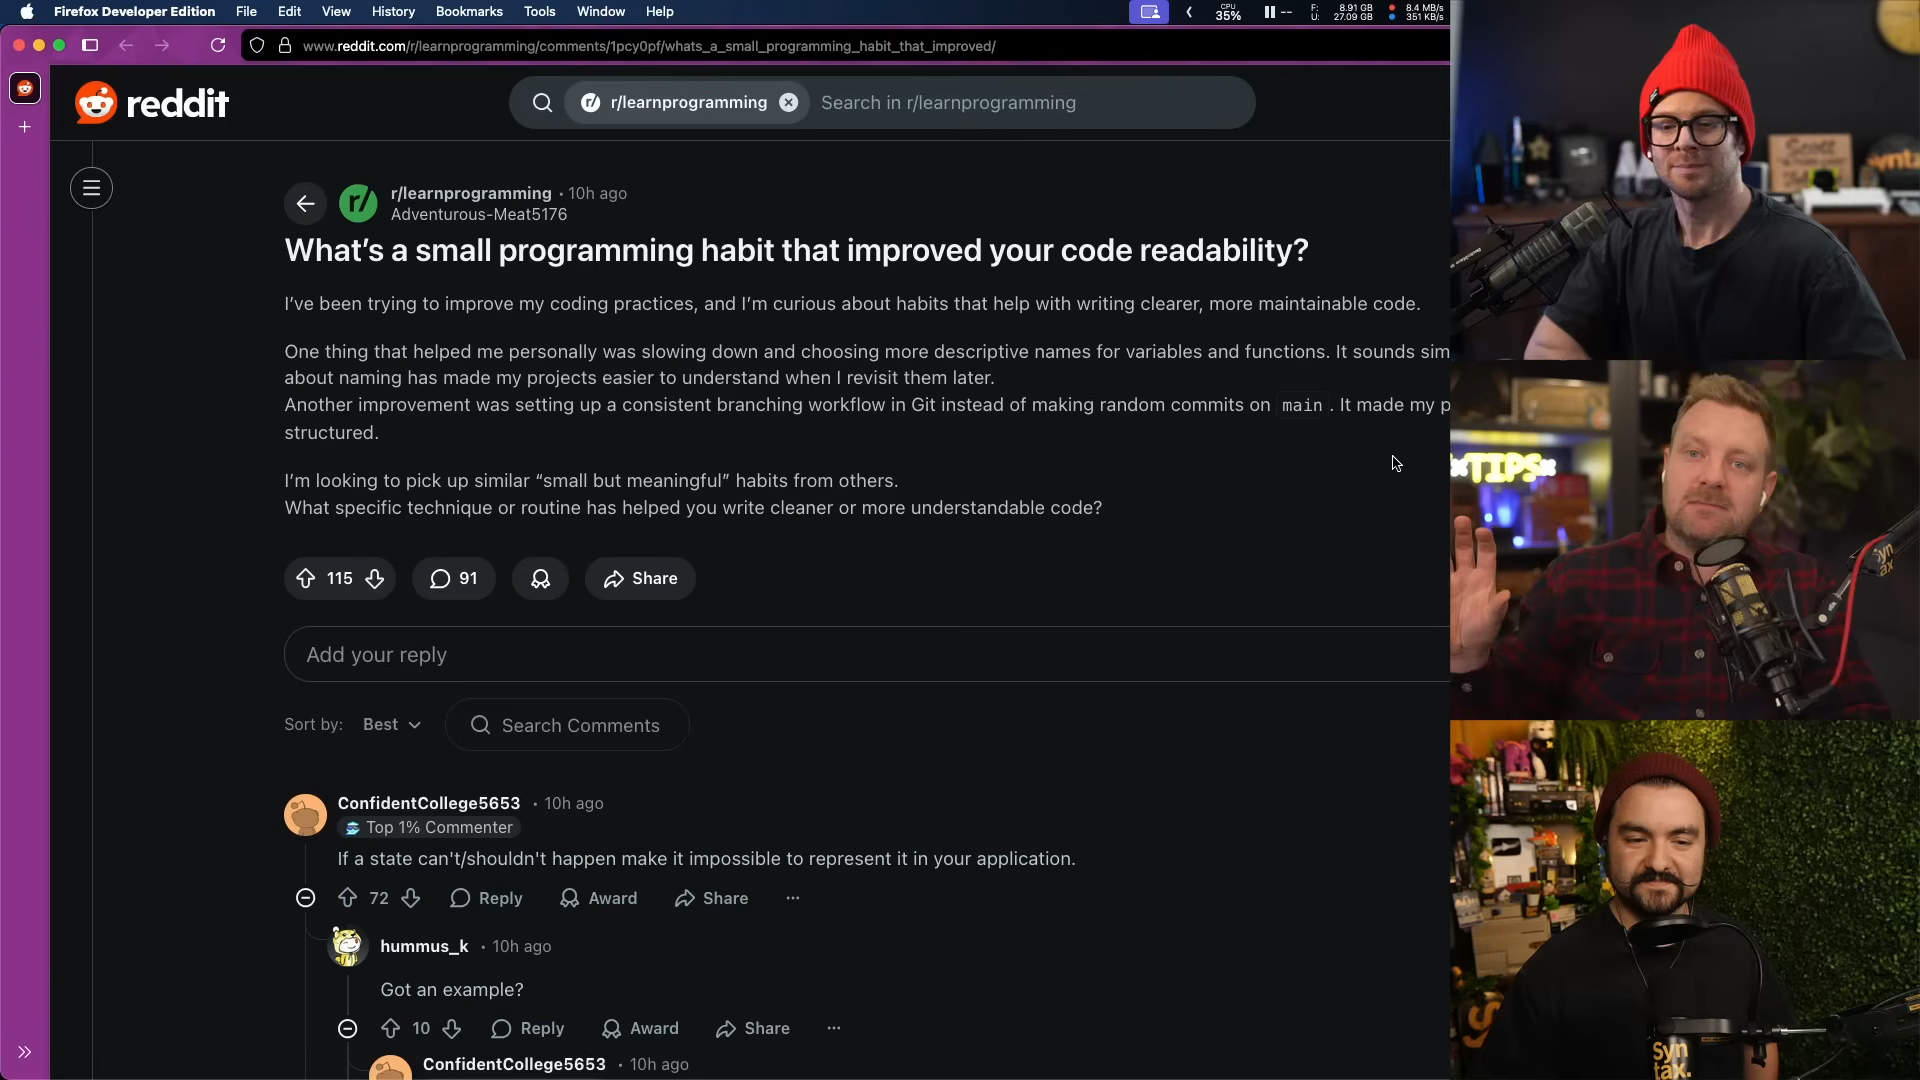 Firefox Developer Edition File Edit View History Bookmarks Tools Window Help
CPU 35% -- F: 8.91 GB U: 27.09 GB 8.4 MB/s 351 KB/s
www.reddit.com/r/learnprogramming/comments/1pcy0pf/whats_a_small_programming_habit_that_improved/
reddit
r/learnprogramming Search in r/learnprogramming
r/ r/learnprogramming • 10h ago
Adventurous-Meat5176
What's a small programming habit that improved your code readability?
I've been trying to improve my coding practices, and I'm curious about habits that help with writing clearer, more maintainable code.
One thing that helped me personally was slowing down and choosing more descriptive names for variables and functions. It sounds sim
about naming has made my projects easier to understand when I revisit them later.
Another improvement was setting up a consistent branching workflow in Git instead of making random commits on main. It made my p
structured.
I'm looking to pick up similar “small but meaningful” habits from others.
What specific technique or routine has helped you write cleaner or more understandable code?
115 91 Share
Add your reply
Sort by: Best Search Comments
ConfidentCollege5653 • 10h ago
Top 1% Commenter
If a state can't/shouldn't happen make it impossible to represent it in your application.
72 Reply Award Share ...
hummus_k • 10h ago
Got an example?
10 Reply Award Share ...
ConfidentCollege5653 • 10h ago
Scott
TIPS
Syn
tax
Syn
tax.